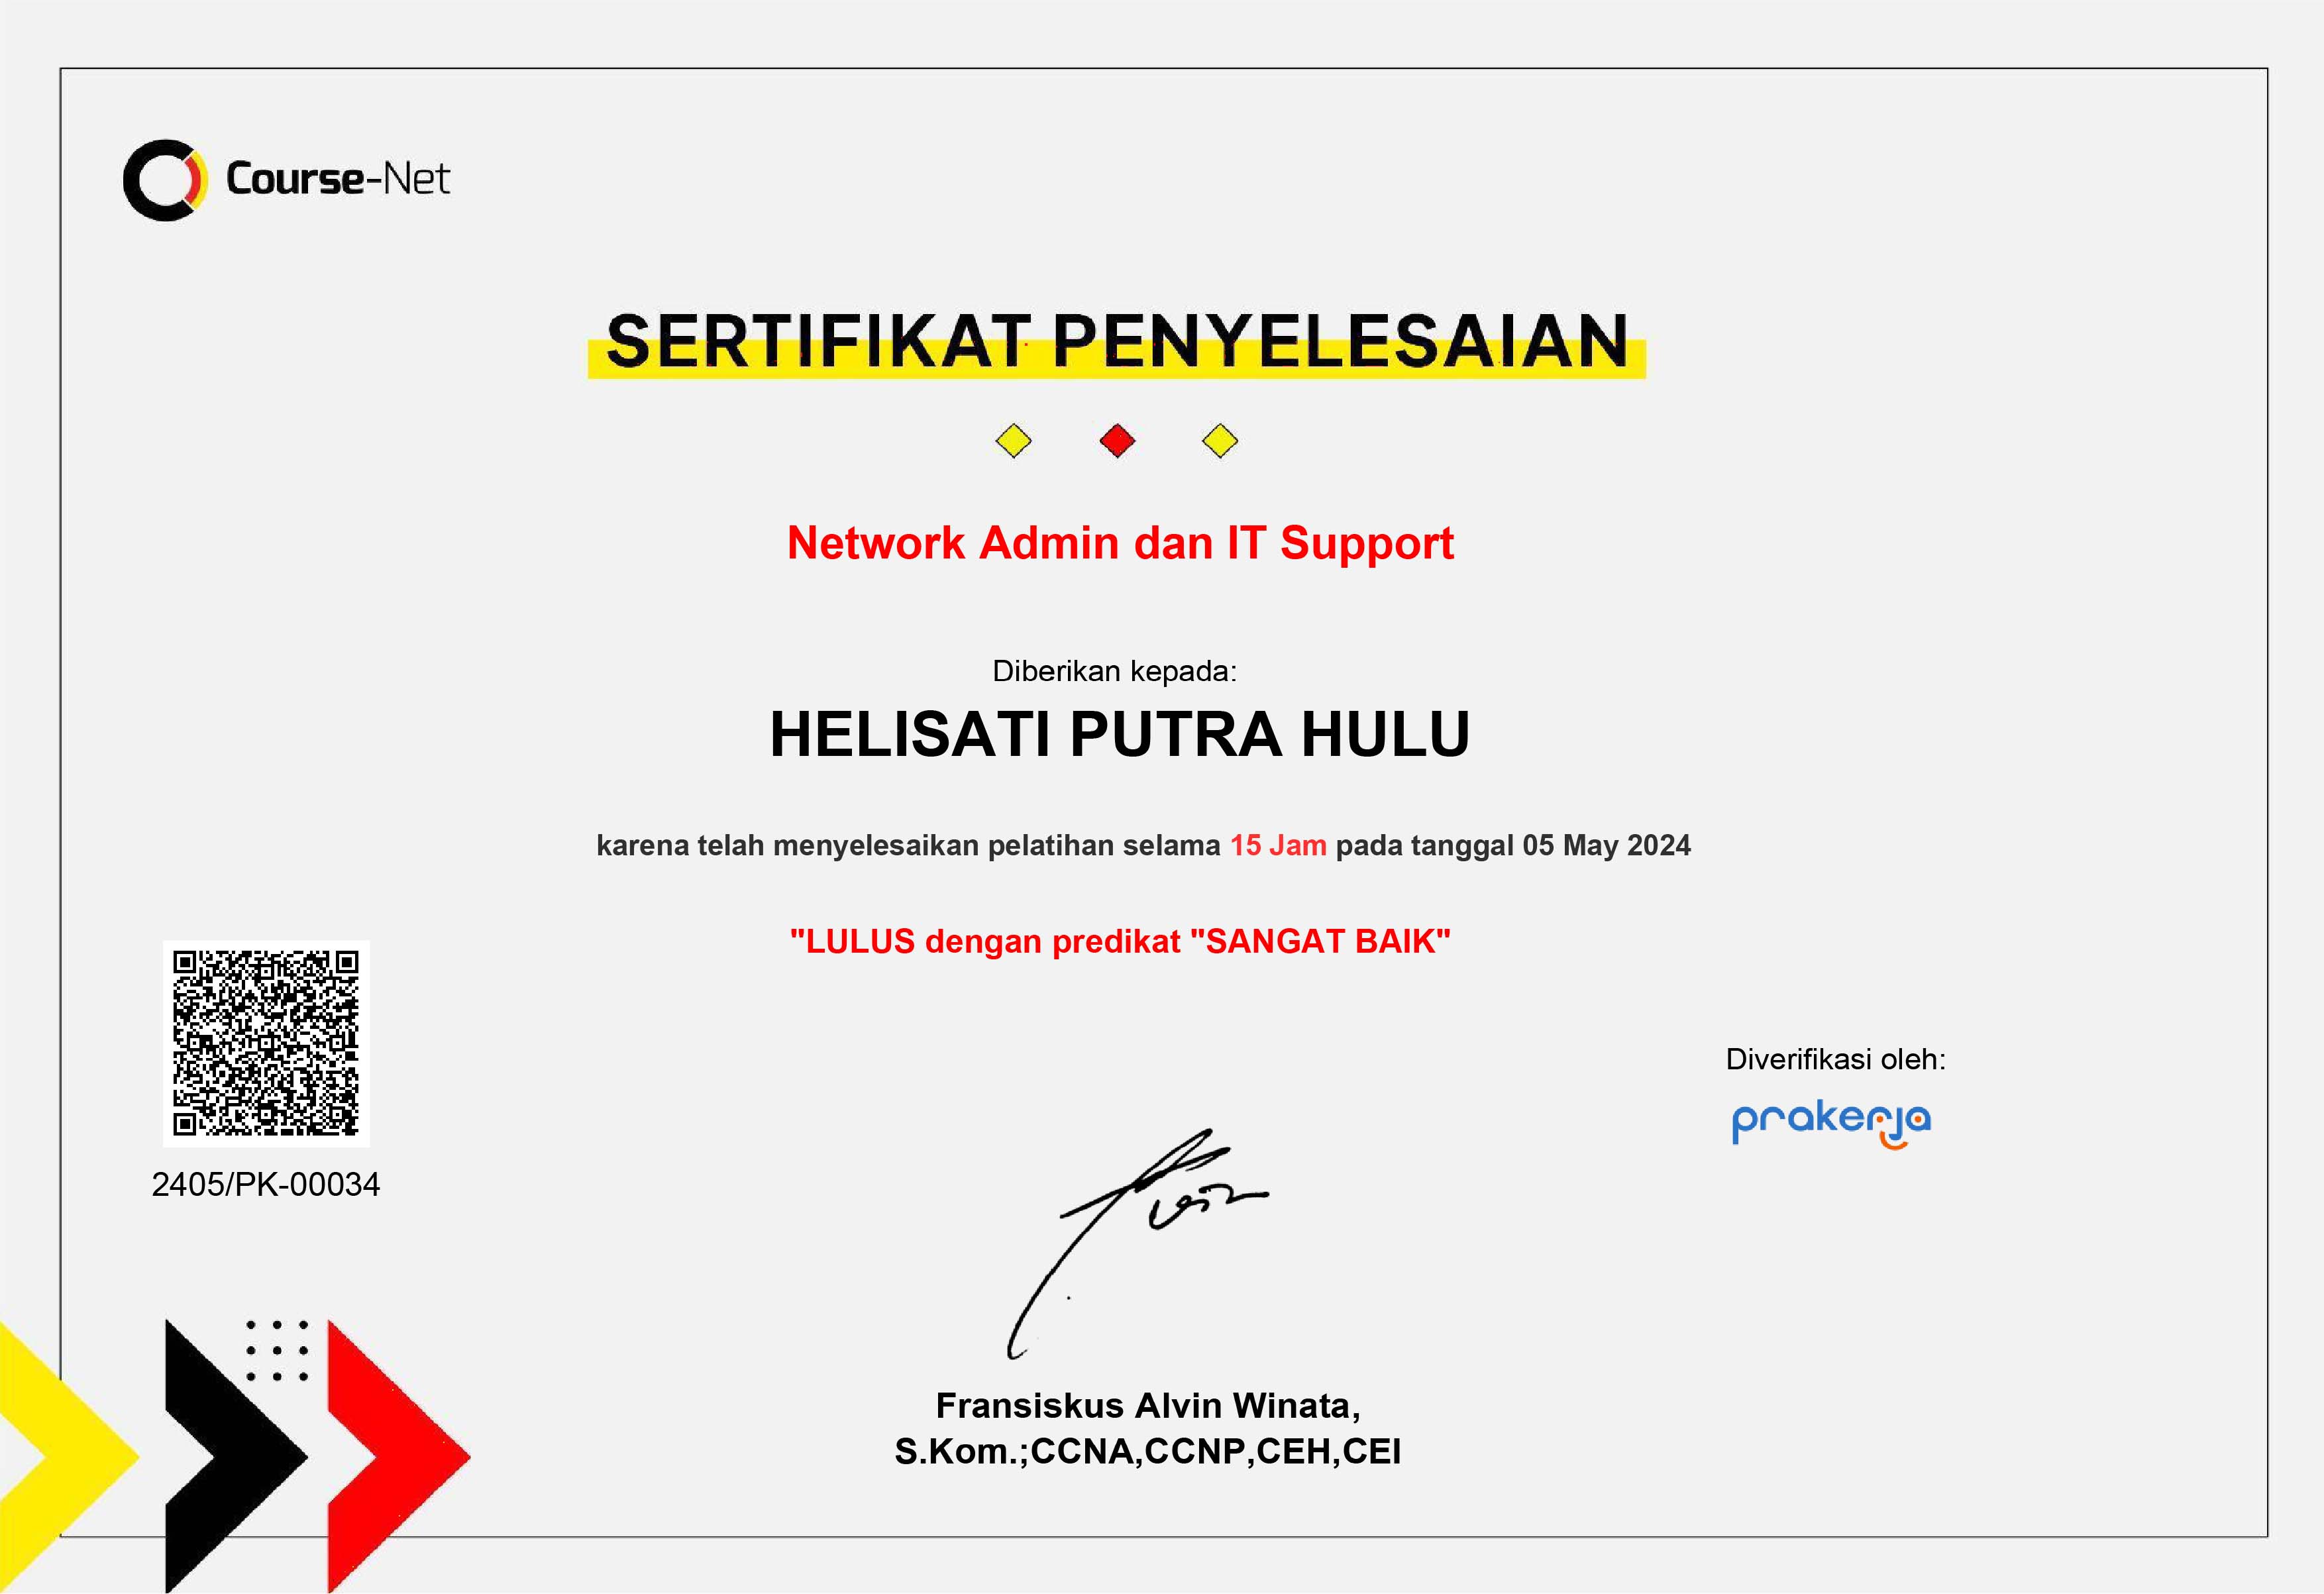 Course-Net
SERTIFIKAT PENYELESAIAN
Network Admin dan IT Support
Diberikan kepada:
HELISATI PUTRA HULU
karena telah menyelesaikan pelatihan selama 15 Jam pada tanggal 05 May 2024
"LULUS dengan predikat "SANGAT BAIK"
2405/PK-00034
Diverifikasi oleh:
prakerja
Fransiskus Alvin Winata,
S.Kom.;CCNA,CCNP,CEH,CEI